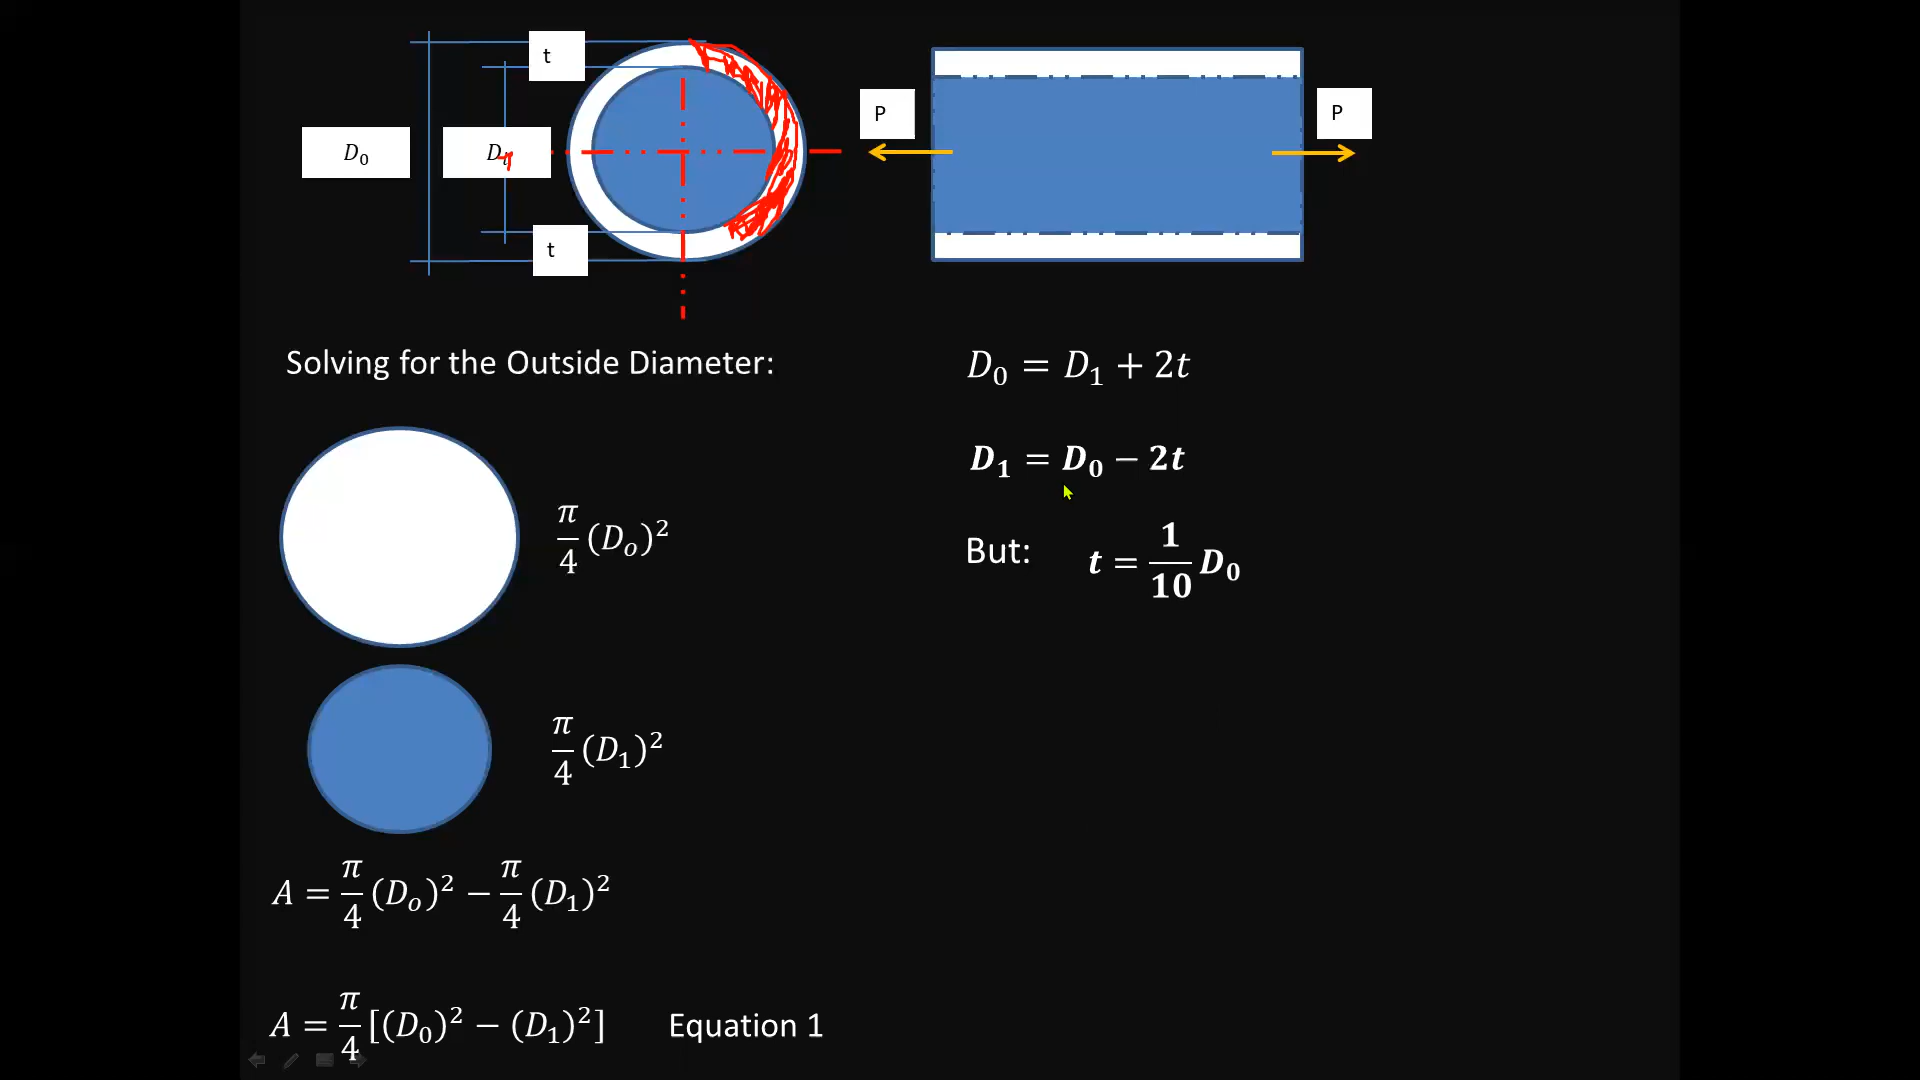 t
D₀
D₁
t
P
P
Solving for the Outside Diameter:
D₀ = D₁ + 2t
D₁ = D₀ − 2t
But: t = 1/10 D₀
π/4 (Dₒ)²
π/4 (D₁)²
A = π/4 (Dₒ)² − π/4 (D₁)²
A = π/4 [(D₀)² − (D₁)²] Equation 1